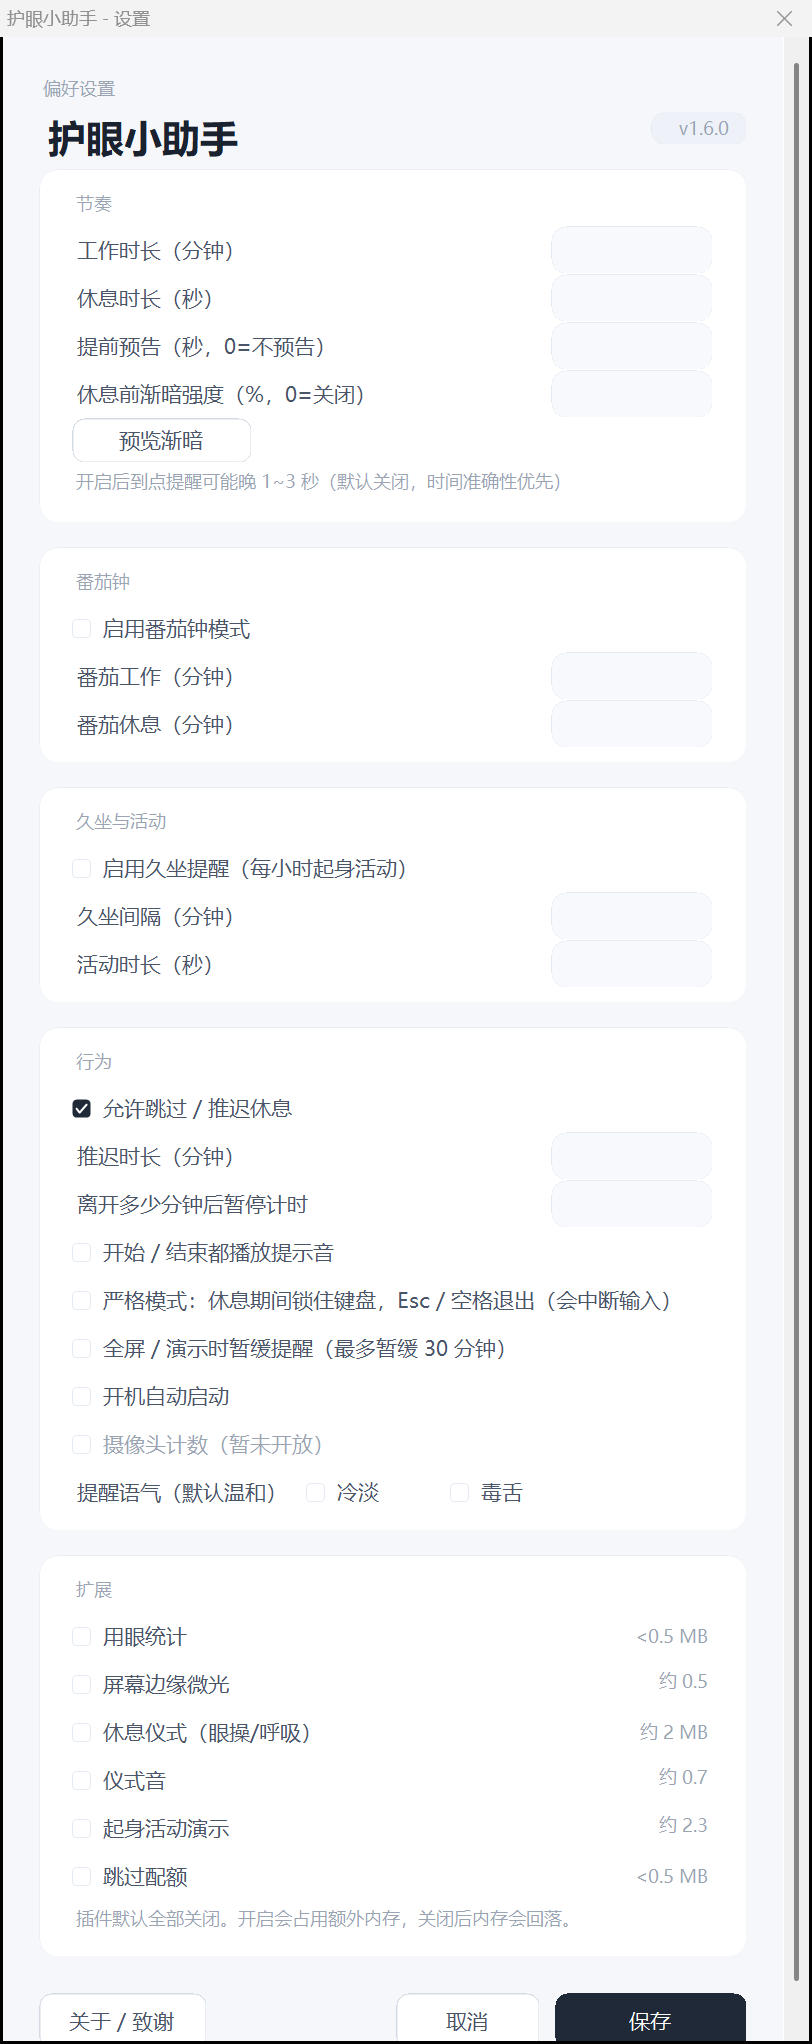 护眼小助手 - 设置
偏好设置
护眼小助手
v1.6.0
节奏
工作时长（分钟）
休息时长（秒）
提前预告（秒，0=不预告）
休息前渐暗强度（%，0=关闭）
预览渐暗
开启后到点提醒可能晚 1~3 秒（默认关闭，时间准确性优先）
番茄钟
启用番茄钟模式
番茄工作（分钟）
番茄休息（分钟）
久坐与活动
启用久坐提醒（每小时起身活动）
久坐间隔（分钟）
活动时长（秒）
行为
允许跳过 / 推迟休息
推迟时长（分钟）
离开多少分钟后暂停计时
开始 / 结束都播放提示音
严格模式：休息期间锁住键盘，Esc / 空格退出（会中断输入）
全屏 / 演示时暂缓提醒（最多暂缓 30 分钟）
开机自动启动
摄像头计数（暂未开放）
提醒语气（默认温和） 冷淡 毒舌
扩展
用眼统计 <0.5 MB
屏幕边缘微光 约 0.5
休息仪式（眼操/呼吸） 约 2 MB
仪式音 约 0.7
起身活动演示 约 2.3
跳过配额 <0.5 MB
插件默认全部关闭。开启会占用额外内存，关闭后内存会回落。
关于 / 致谢 取消 保存